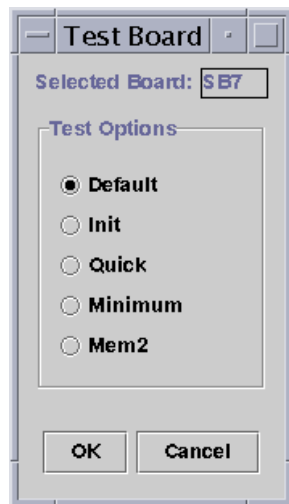 Test Board
Selected Board: SB7
Test Options
Default
Init
Quick
Minimum
Mem2
OK Cancel